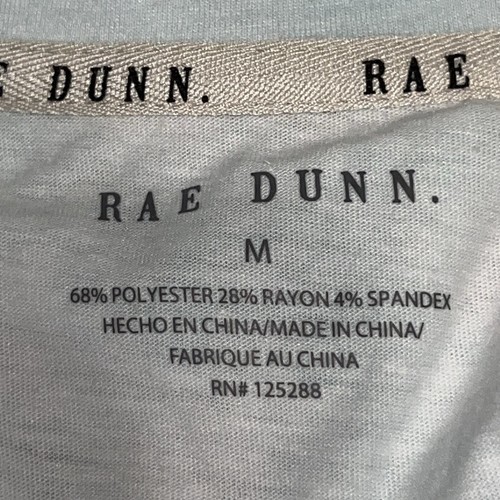 E DUNN. RAE
RAE DUNN.
M
68% POLYESTER 28% RAYON 4% SPANDEX
HECHO EN CHINA/MADE IN CHINA/
FABRIQUE AU CHINA
RN# 125288